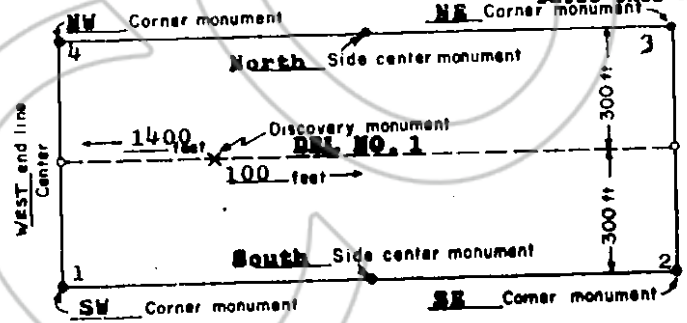 NW Corner monument
NE Corner monument
4
3
North Side center monument
300 ft
WEST end line
Center
1400 feet
Discovery monument
DRL NO. 1
100 feet
300 ft
South Side center monument
1
2
SW Corner monument
SE Corner monument